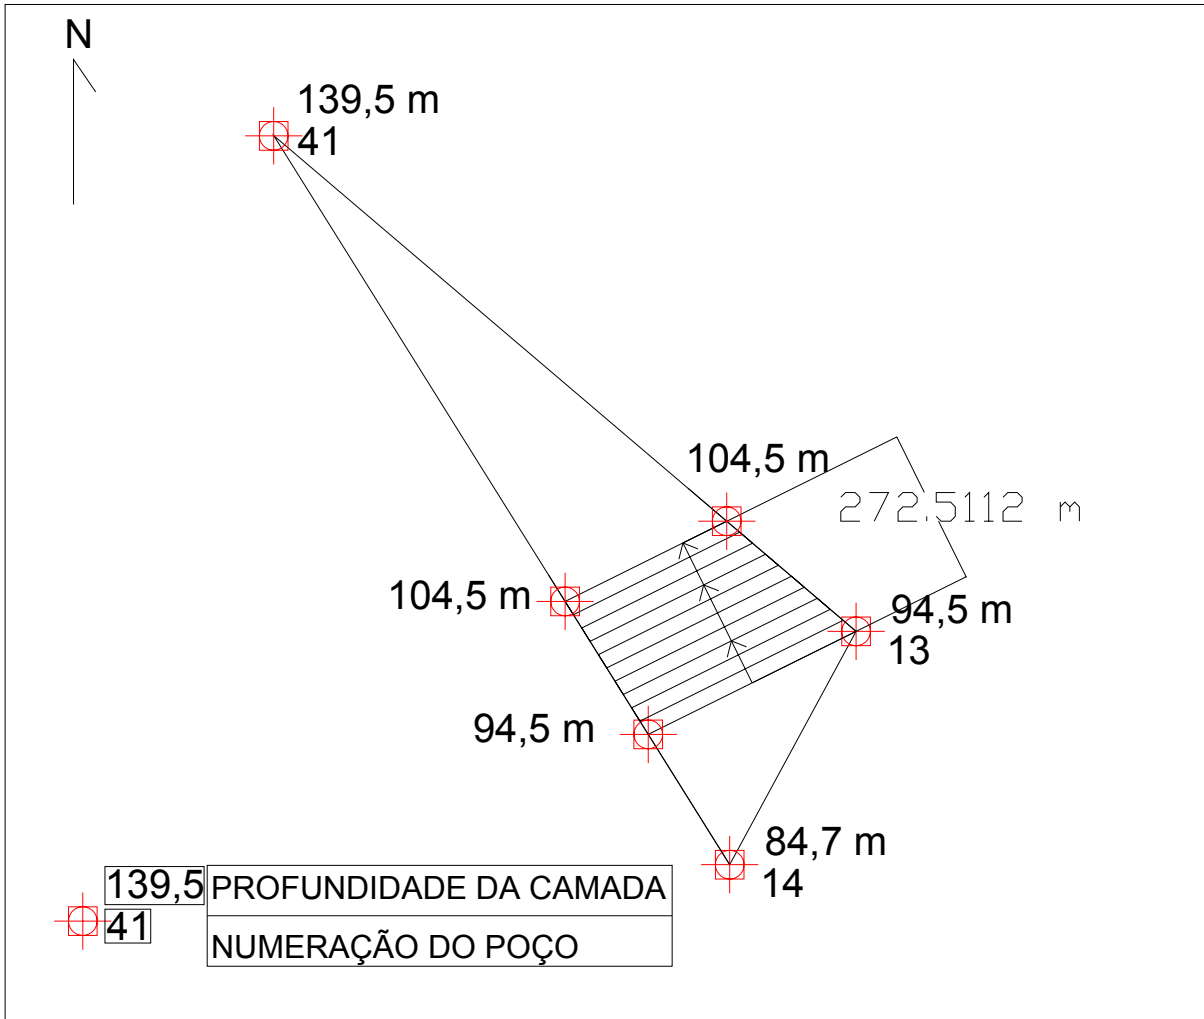 N
139,5 m
41
104,5 m
272.5112 m
104,5 m
94,5 m
13
94,5 m
84,7 m
14
139,5 PROFUNDIDADE DA CAMADA
41
NUMERAÇÃO DO POÇO